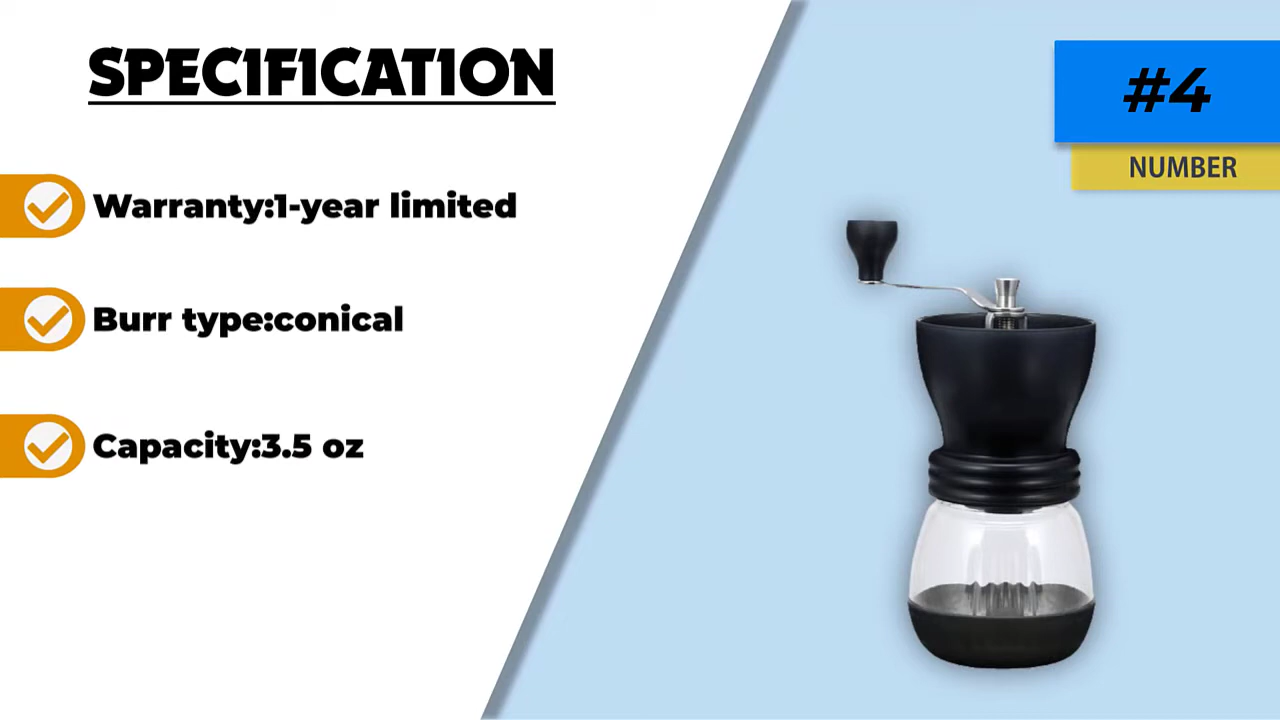 SPECIFICATION
#4
NUMBER
Warranty:1-year limited
Burr type:conical
Capacity:3.5 oz